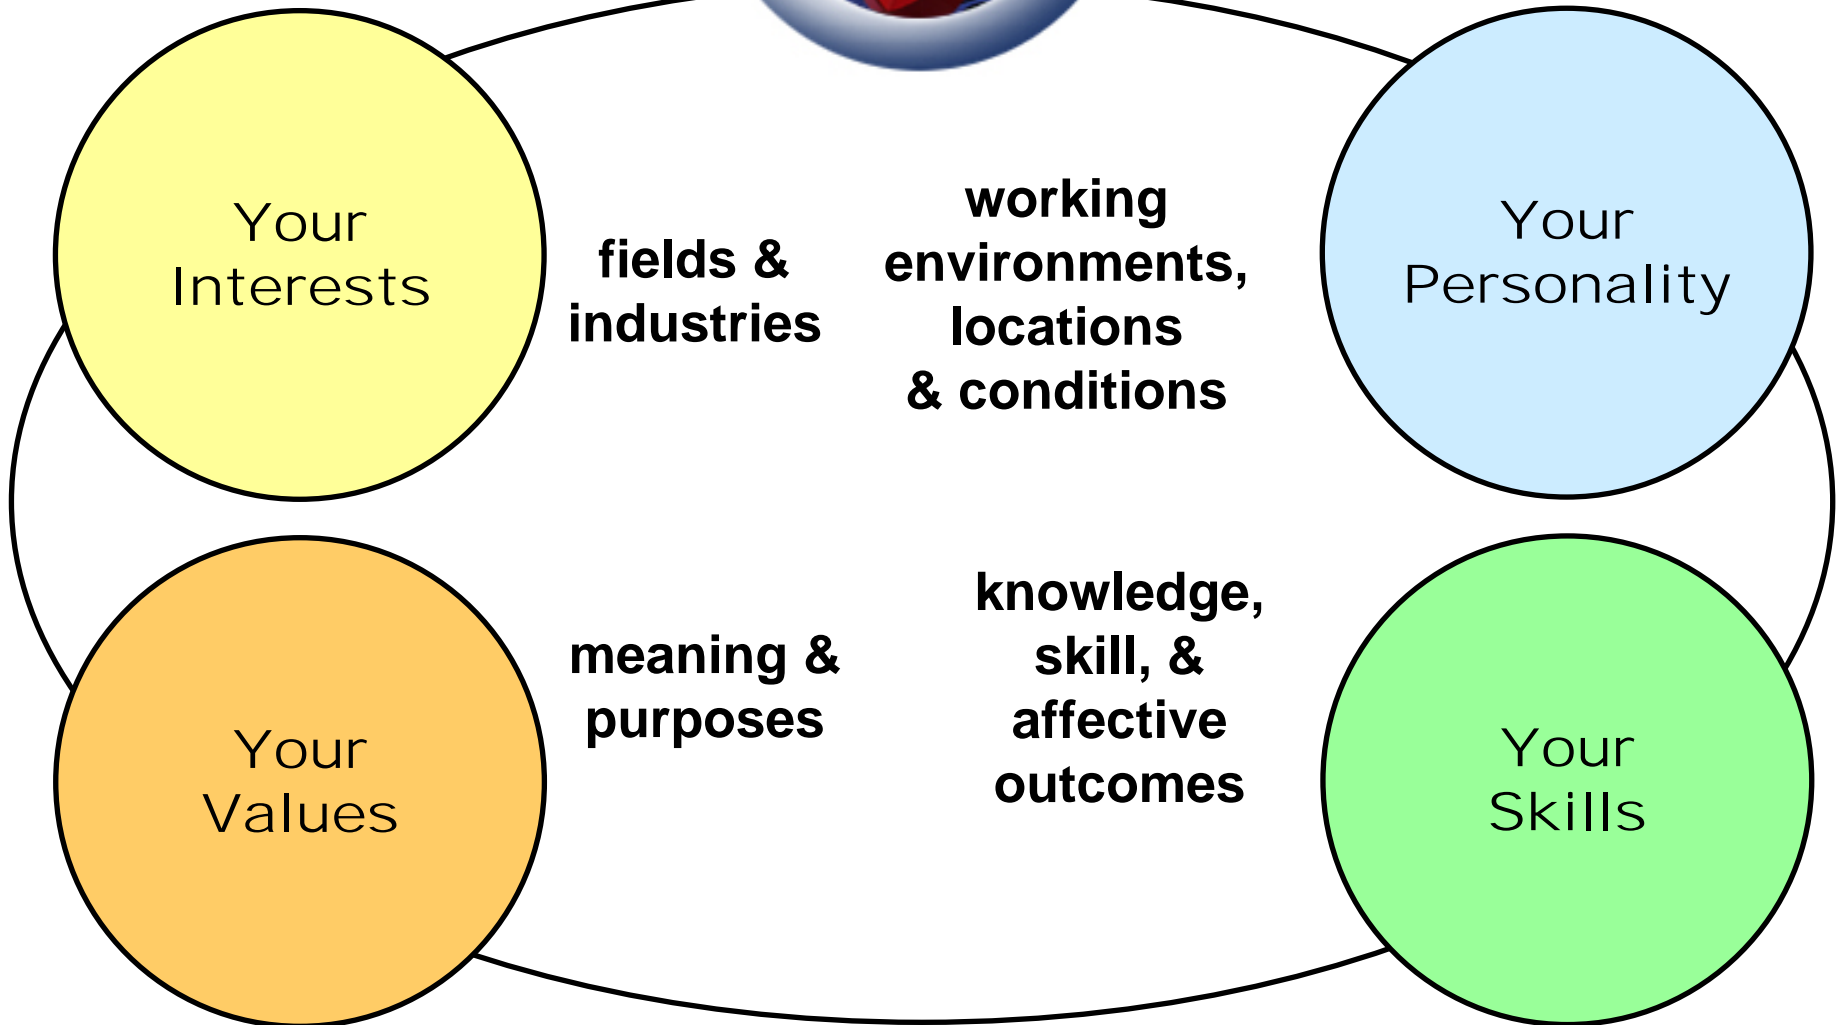 Your
Interests
fields &
industries
working
environments,
locations
& conditions
Your
Personality
Your
Values
meaning &
purposes
knowledge,
skill, &
affective
outcomes
Your
Skills